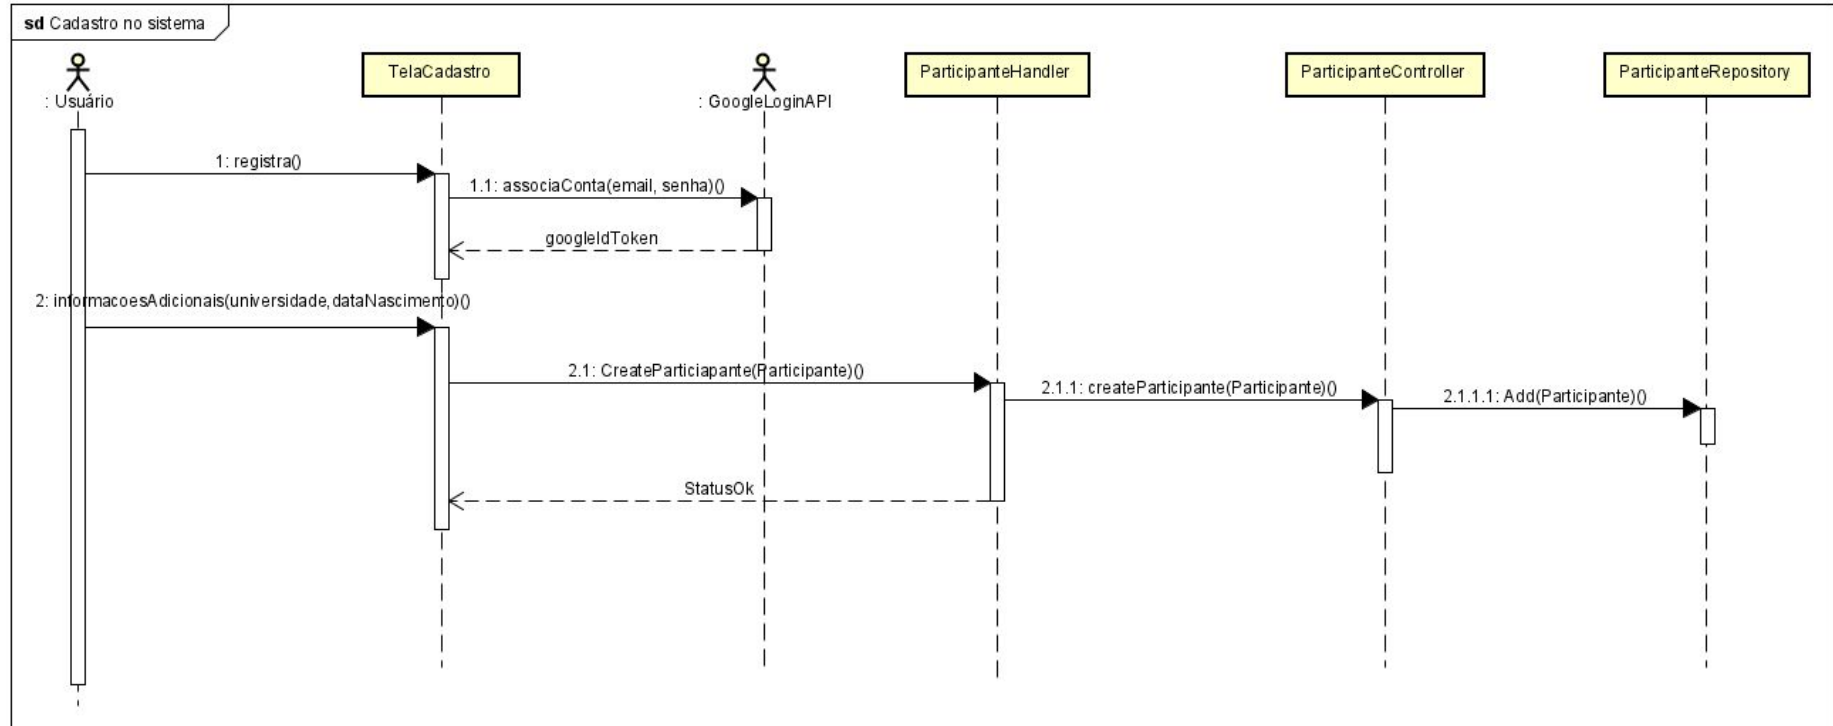 sd Cadastro no sistema
: Usuário
TelaCadastro
: GoogleLoginAPI
ParticipanteHandler
ParticipanteController
ParticipanteRepository
1: registra()
1.1: associaConta(email, senha)()
googleIdToken
2: informacoesAdicionais(universidade,dataNascimento)()
2.1: CreateParticiapante(Participante)()
2.1.1: createParticipante(Participante)()
2.1.1.1: Add(Participante)()
StatusOk